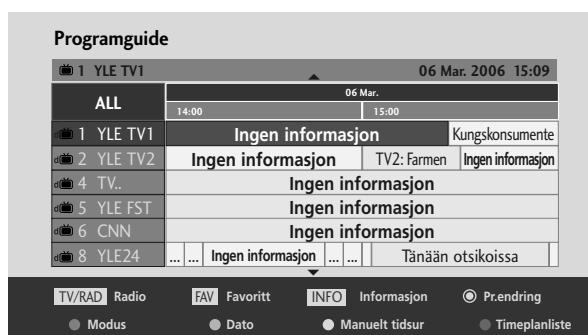 Programguide
1 YLE TV1 06 Mar. 2006 15:09
ALL 06 Mar.
14:00 15:00
1 YLE TV1 Ingen informasjon Kungskonsumente
2 YLE TV2 Ingen informasjon TV2: Farmen Ingen informasjon
4 TV.. Ingen informasjon
5 YLE FST Ingen informasjon
6 CNN Ingen informasjon
8 YLE24 ... ... Ingen informasjon ... ... Tänään otsikoissa
TV/RAD Radio FAV Favoritt INFO Informasjon Pr.endring
Modus Dato Manuelt tidsur Timeplanliste